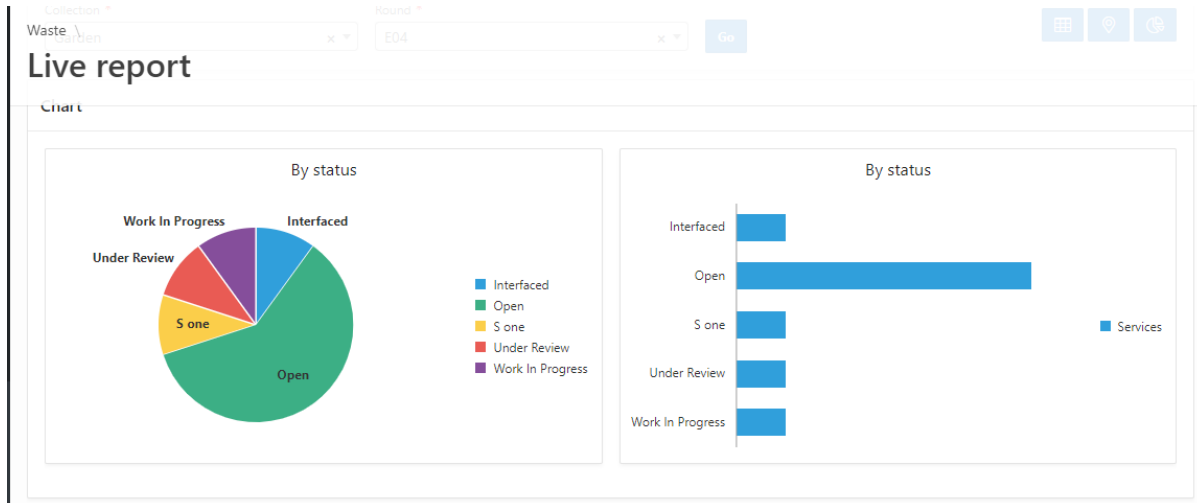 Collection * Round *
Waste \
Garden × E04 × Go
Live report
Chart
By status
Work In Progress Interfaced
Under Review
S one
Open
Interfaced
Open
S one
Under Review
Work In Progress
By status
Interfaced
Open
S one
Under Review
Work In Progress
Services